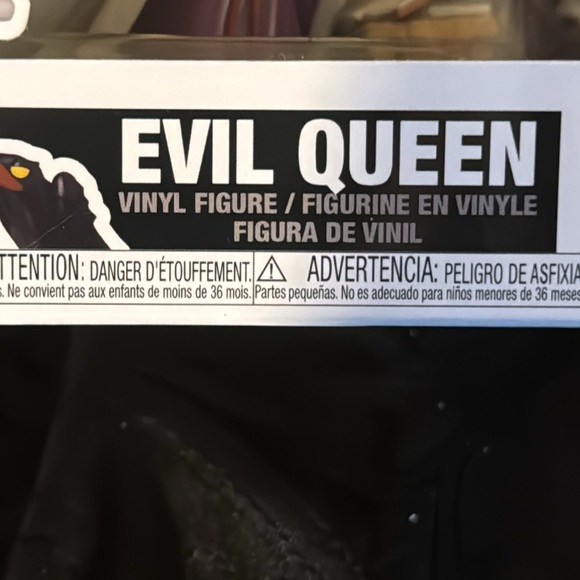 EVIL QUEEN
VINYL FIGURE / FIGURINE EN VINYLE
FIGURA DE VINIL
TTENTION: DANGER D'ÉTOUFFEMENT.
. Ne convient pas aux enfants de moins de 36 mois.
⚠ ADVERTENCIA: PELIGRO DE ASFIXIA
Partes pequeñas. No es adecuado para niños menores de 36 meses